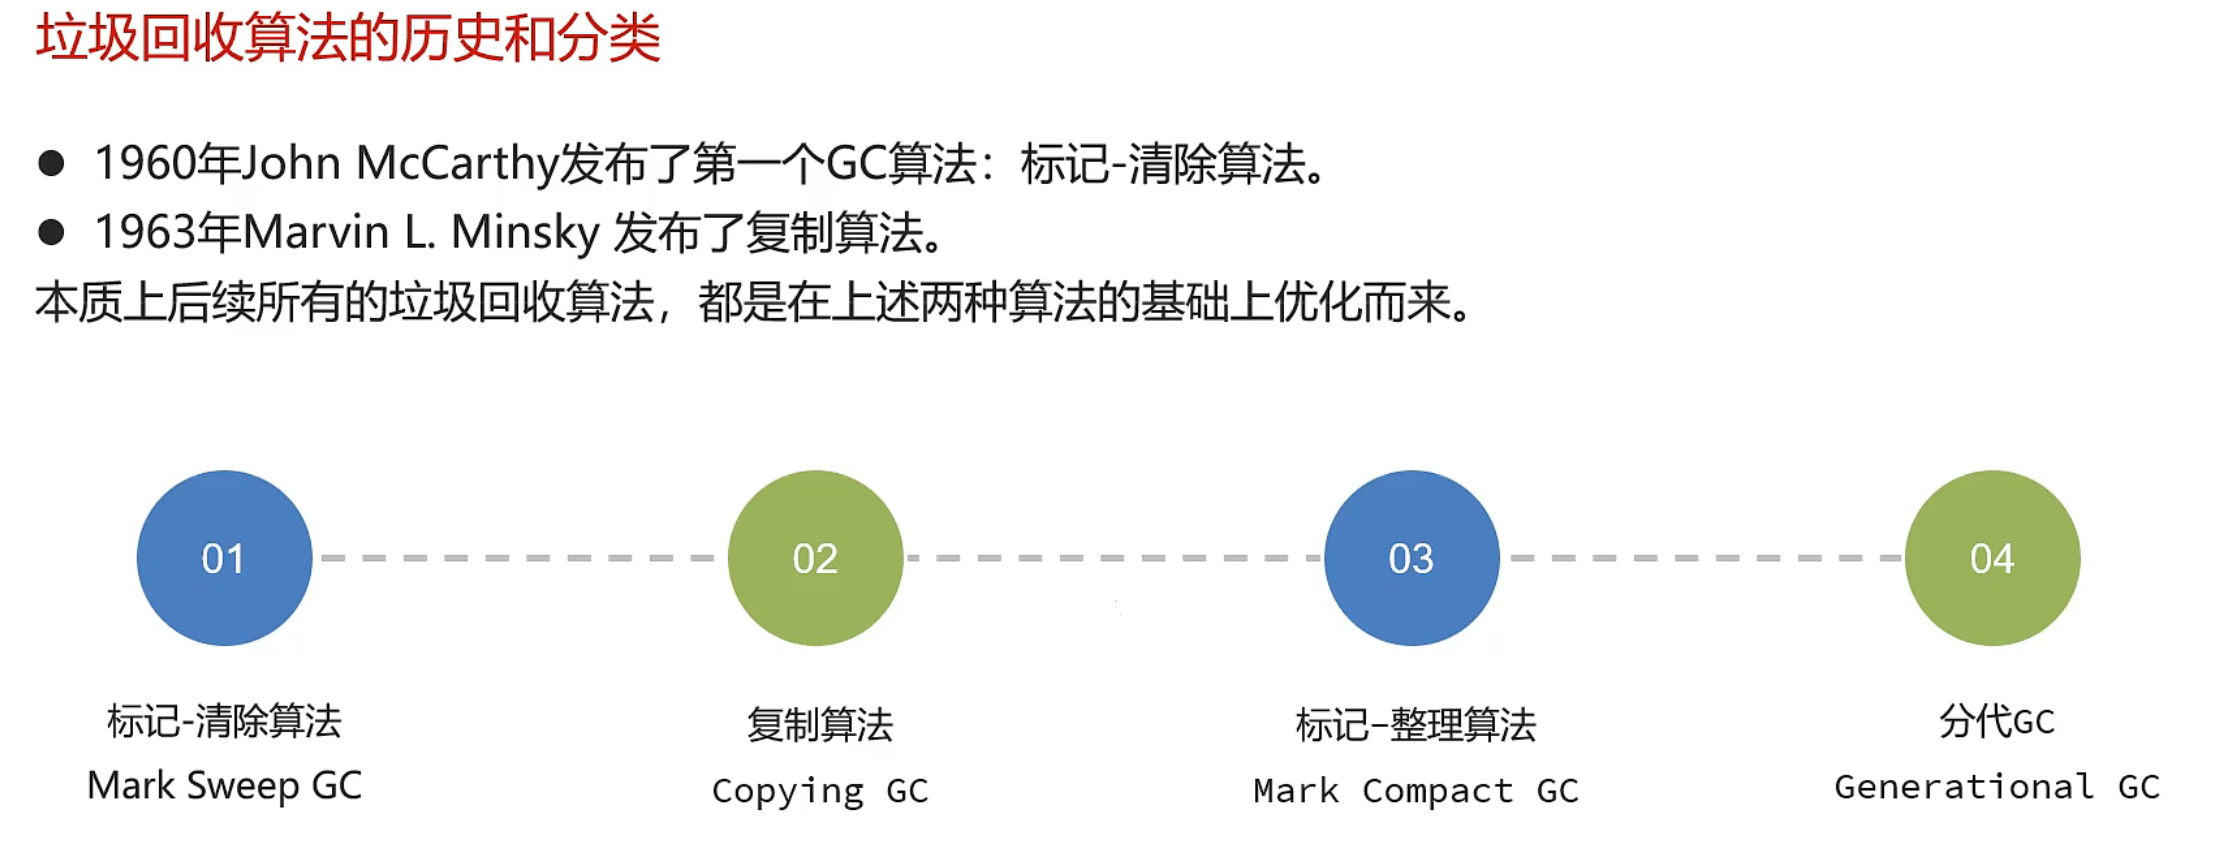 垃圾回收算法的历史和分类
● 1960年John McCarthy发布了第一个GC算法：标记-清除算法。
● 1963年Marvin L. Minsky 发布了复制算法。
本质上后续所有的垃圾回收算法，都是在上述两种算法的基础上优化而来。
01
02
03
04
标记-清除算法
复制算法
标记-整理算法
分代GC
Mark Sweep GC
Copying GC
Mark Compact GC
Generational GC